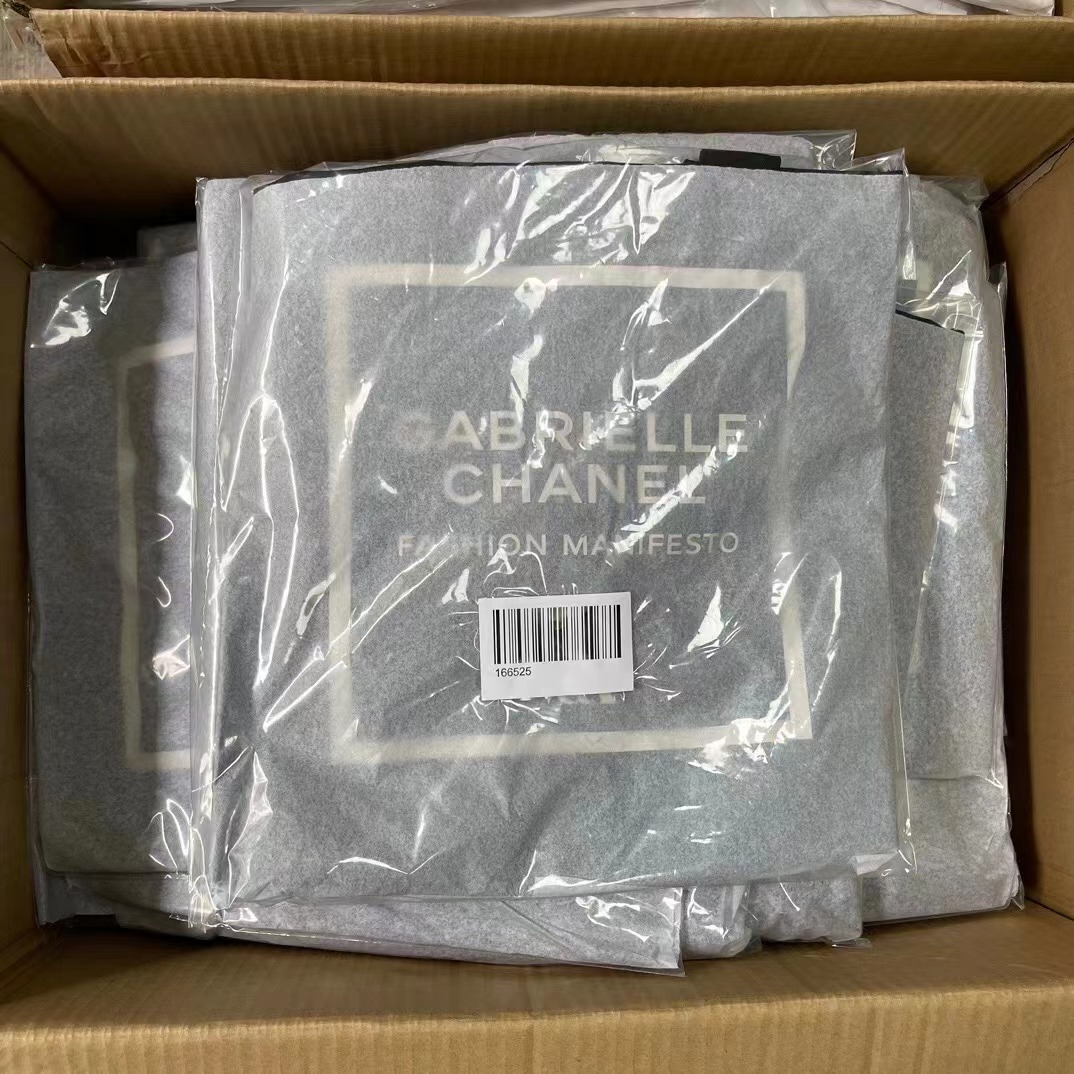 GABRIELLE
CHANEL
FASHION MANIFESTO
166525